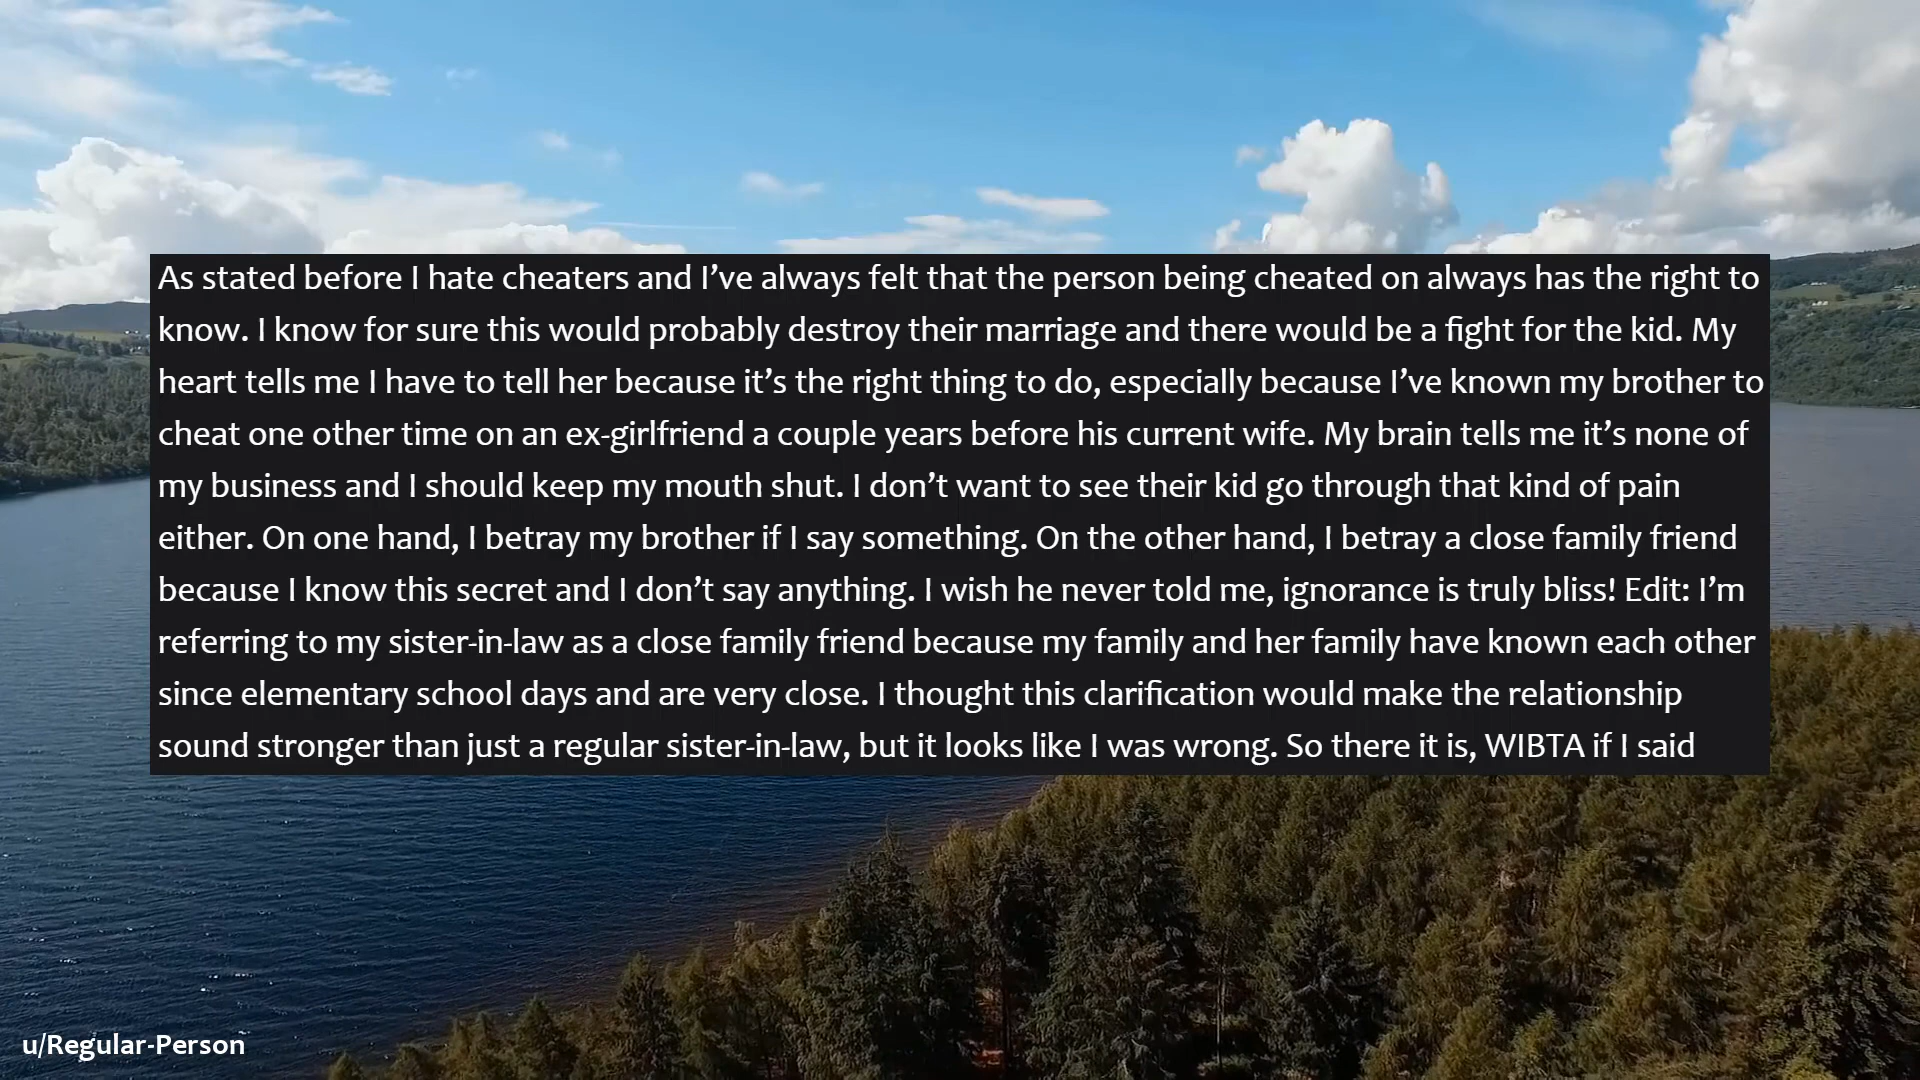 As stated before I hate cheaters and I’ve always felt that the person being cheated on always has the right to
know. I know for sure this would probably destroy their marriage and there would be a fight for the kid. My
heart tells me I have to tell her because it’s the right thing to do, especially because I’ve known my brother to
cheat one other time on an ex-girlfriend a couple years before his current wife. My brain tells me it’s none of
my business and I should keep my mouth shut. I don’t want to see their kid go through that kind of pain
either. On one hand, I betray my brother if I say something. On the other hand, I betray a close family friend
because I know this secret and I don’t say anything. I wish he never told me, ignorance is truly bliss! Edit: I’m
referring to my sister-in-law as a close family friend because my family and her family have known each other
since elementary school days and are very close. I thought this clarification would make the relationship
sound stronger than just a regular sister-in-law, but it looks like I was wrong. So there it is, WIBTA if I said
u/Regular-Person